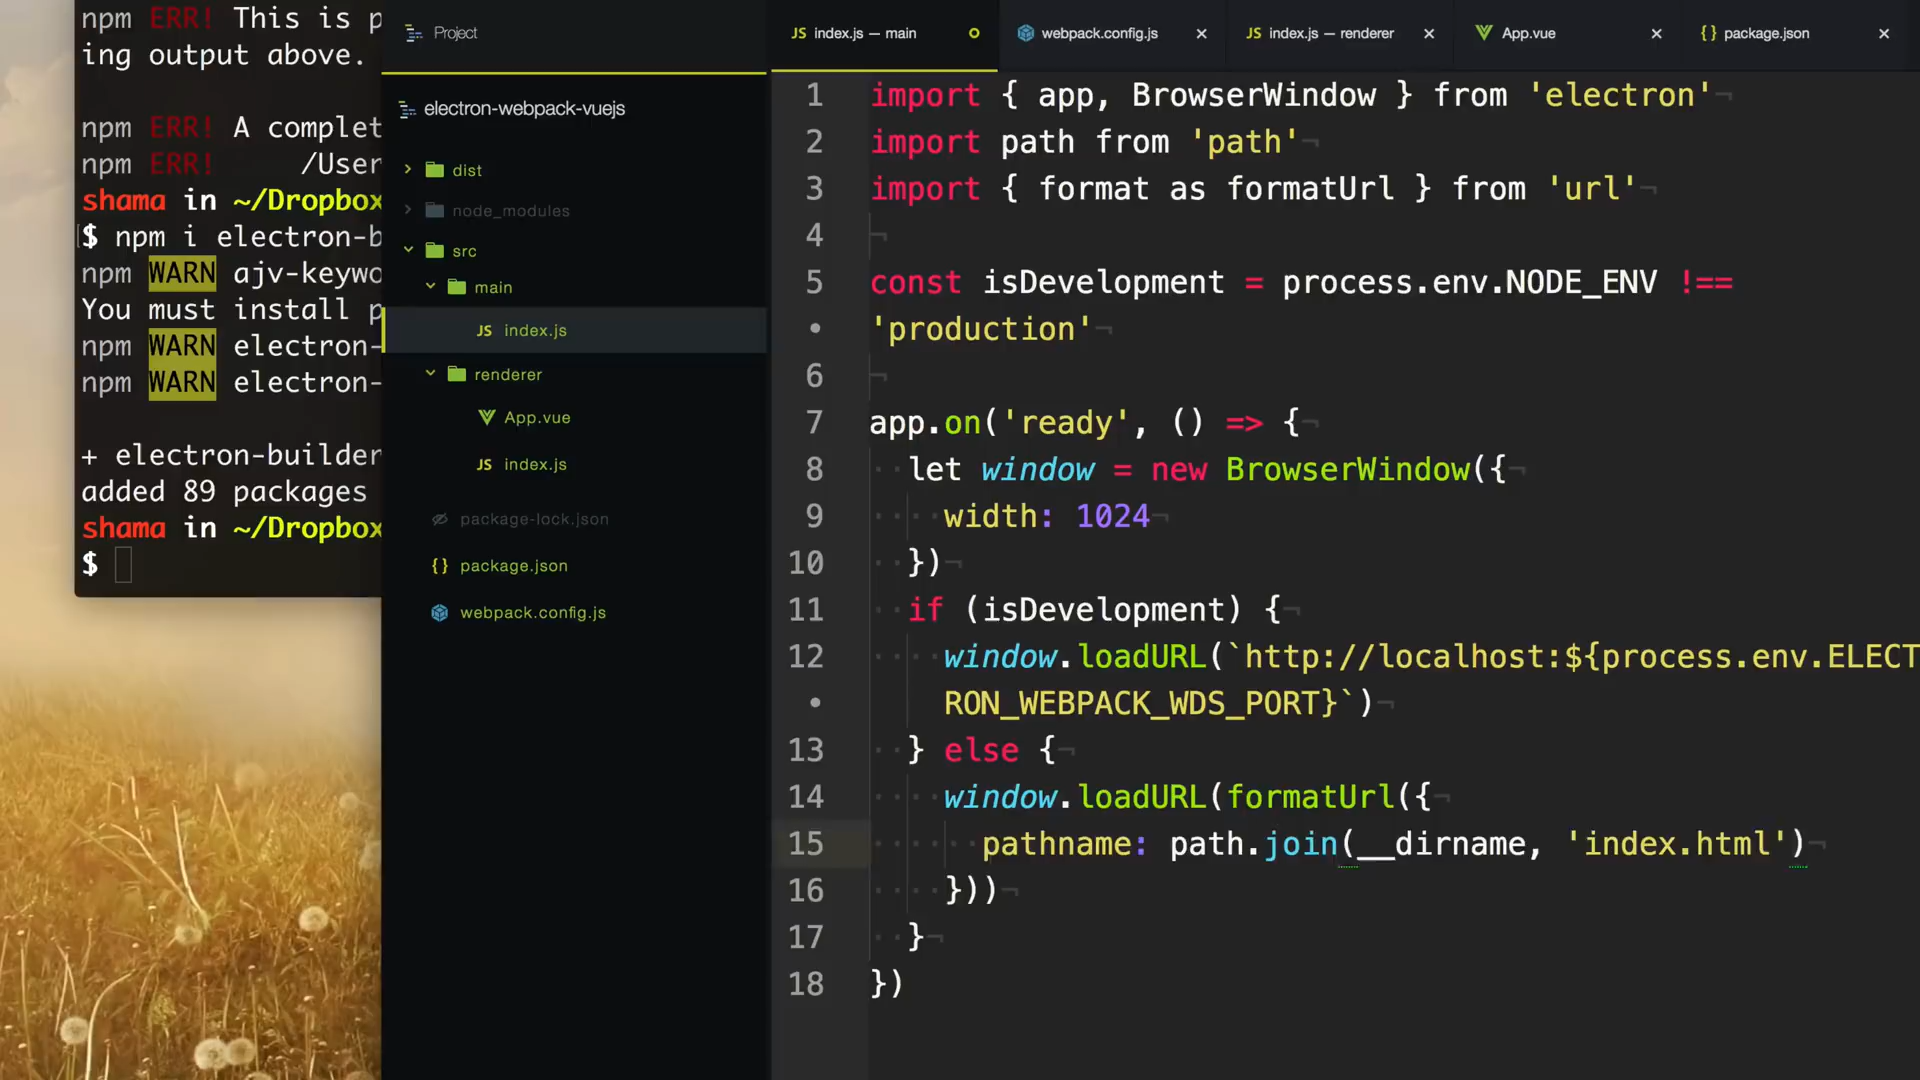 npm ERR! This is p
ing output above.
npm ERR! A complet
npm ERR!     /User
shama in ~/Dropbox
$ npm i electron-b
npm WARN ajv-keywo
You must install p
npm WARN electron-
npm WARN electron-
+ electron-builder
added 89 packages
shama in ~/Dropbox
$
Project
electron-webpack-vuejs
dist
node_modules
src
main
index.js
renderer
App.vue
index.js
package-lock.json
package.json
webpack.config.js
index.js — main
webpack.config.js
index.js — renderer
App.vue
package.json
1 import { app, BrowserWindow } from 'electron'
2 import path from 'path'
3 import { format as formatUrl } from 'url'
4
5 const isDevelopment = process.env.NODE_ENV !==
• 'production'
6
7 app.on('ready', () => {
8   let window = new BrowserWindow({
9     width: 1024
10   })
11   if (isDevelopment) {
12     window.loadURL(`http://localhost:${process.env.ELECT
•     RON_WEBPACK_WDS_PORT}`)
13   } else {
14     window.loadURL(formatUrl({
15       pathname: path.join(__dirname, 'index.html')
16     }))
17   }
18 })